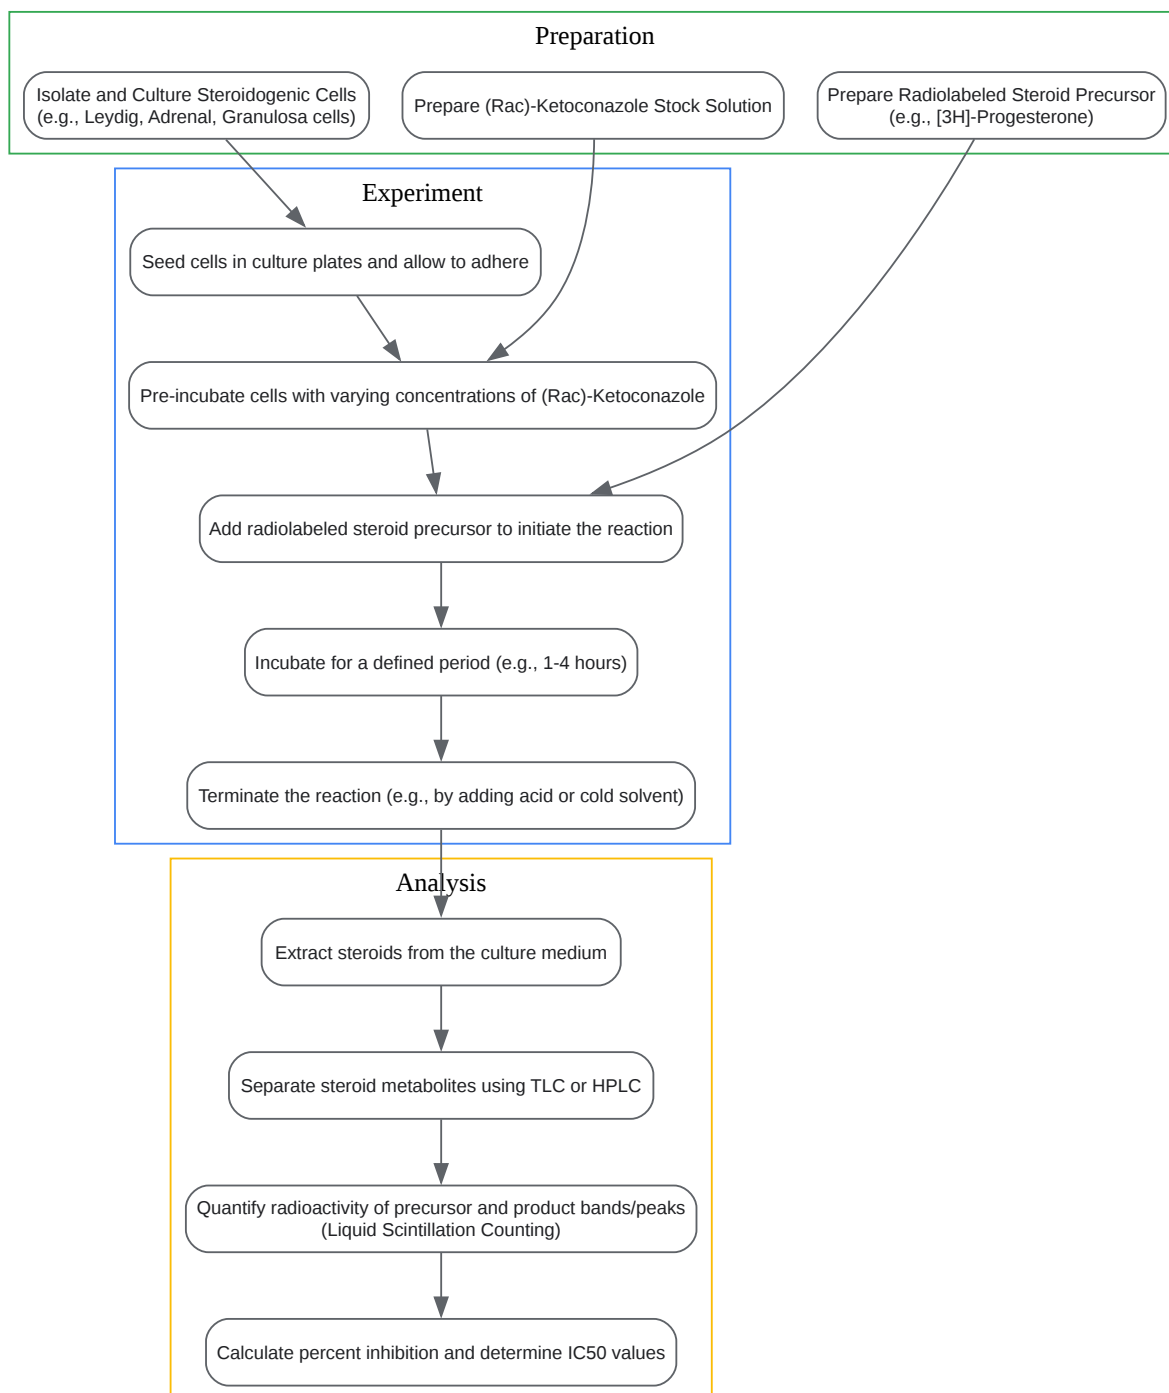 Preparation
Isolate and Culture Steroidogenic Cells
(e.g., Leydig, Adrenal, Granulosa cells)
Prepare (Rac)-Ketoconazole Stock Solution
Prepare Radiolabeled Steroid Precursor
(e.g., [3H]-Progesterone)
Experiment
Seed cells in culture plates and allow to adhere
Pre-incubate cells with varying concentrations of (Rac)-Ketoconazole
Add radiolabeled steroid precursor to initiate the reaction
Incubate for a defined period (e.g., 1-4 hours)
Terminate the reaction (e.g., by adding acid or cold solvent)
Analysis
Extract steroids from the culture medium
Separate steroid metabolites using TLC or HPLC
Quantify radioactivity of precursor and product bands/peaks
(Liquid Scintillation Counting)
Calculate percent inhibition and determine IC50 values